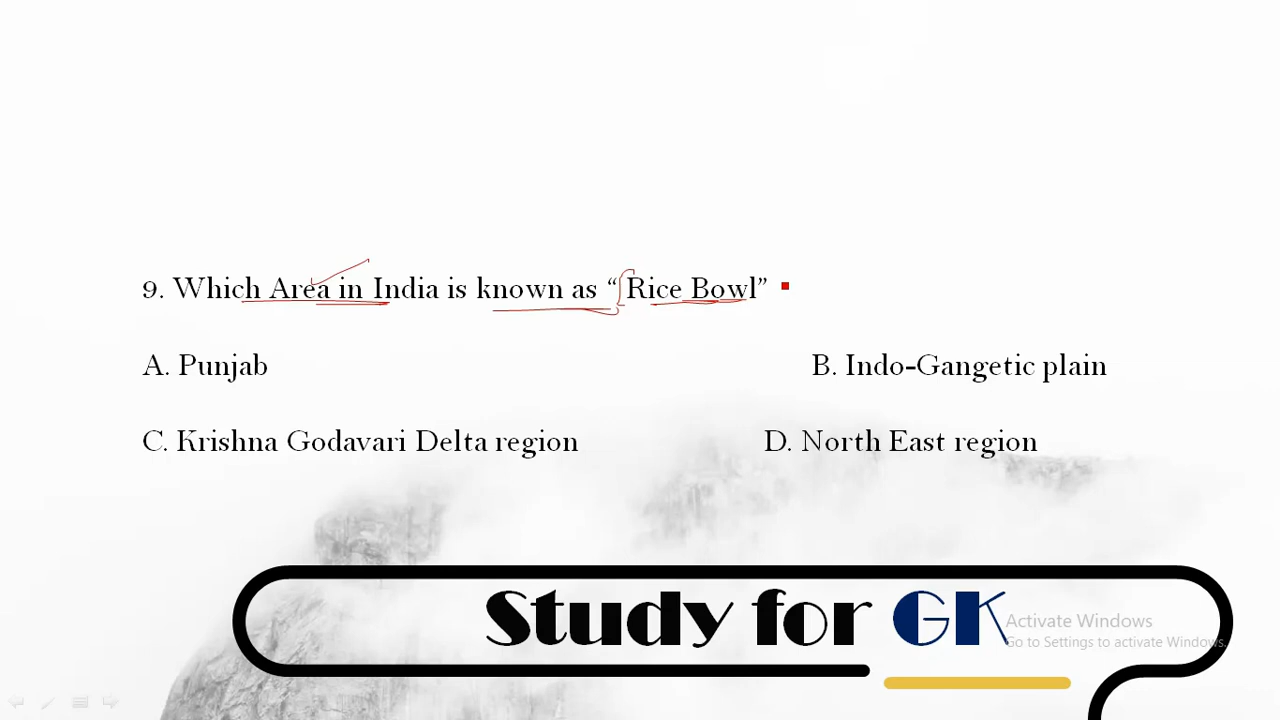 9. Which Area in India is known as “ Rice Bowl”
A. Punjab B. Indo-Gangetic plain
C. Krishna Godavari Delta region D. North East region
Study for GK
Activate Windows
Go to Settings to activate Windows.